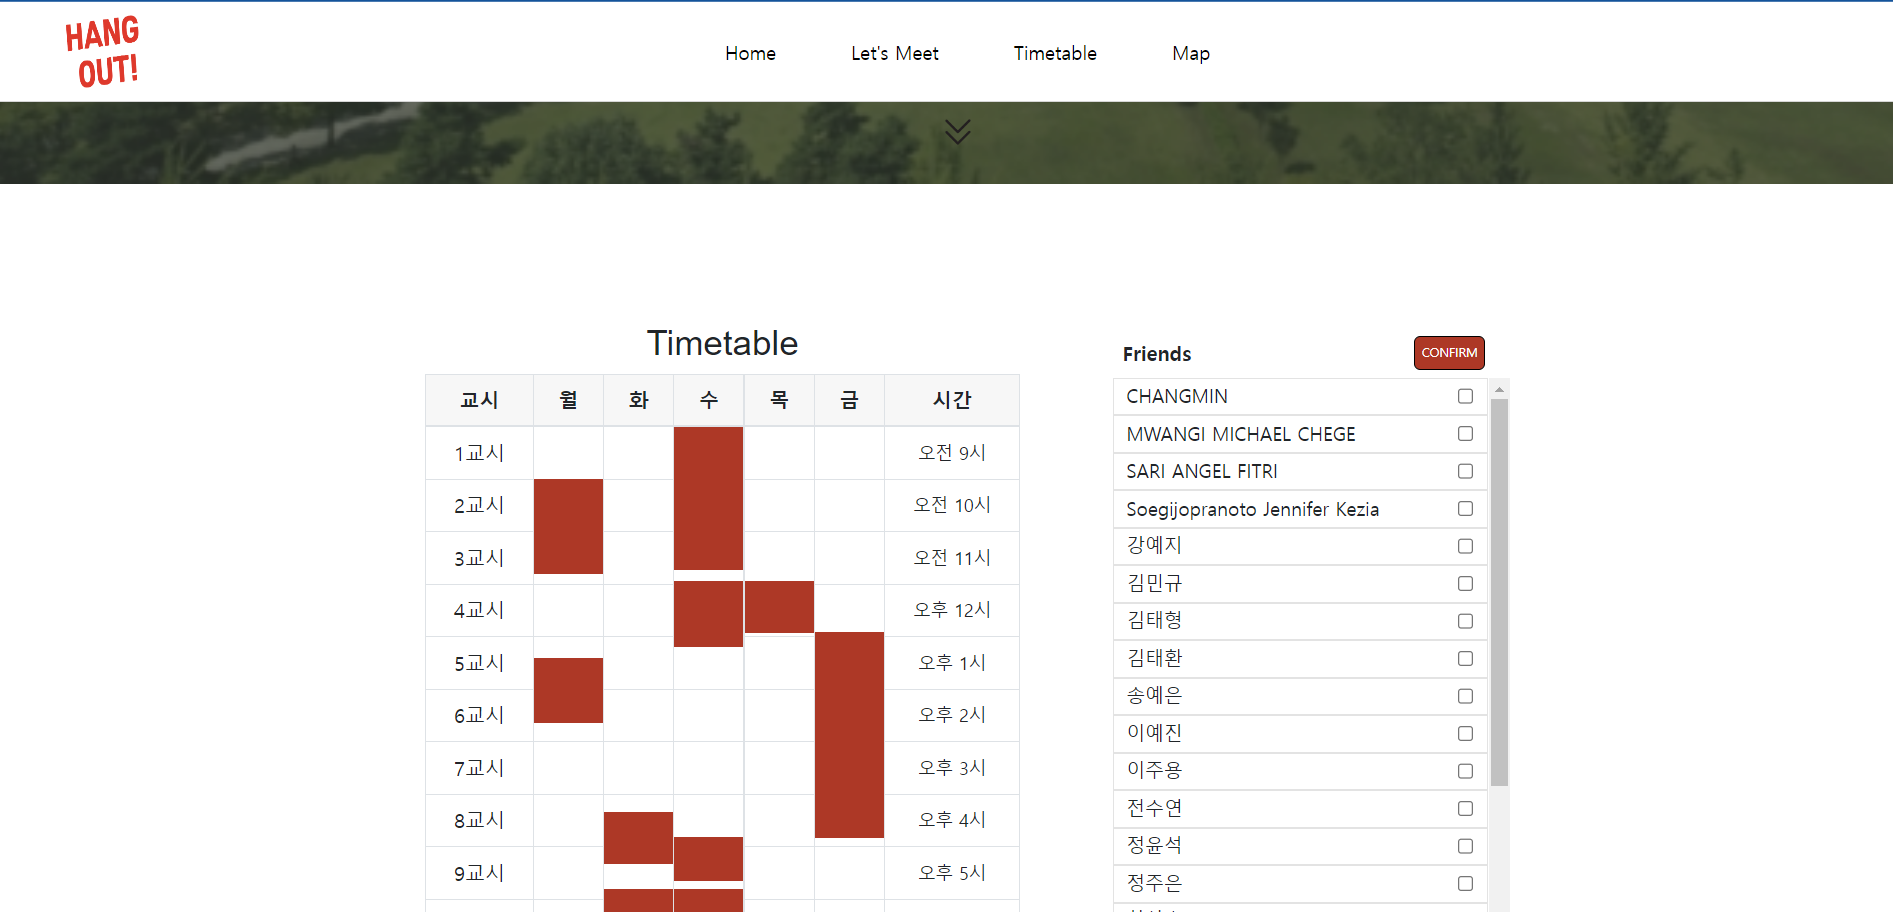 HANG
OUT!
Home Let's Meet Timetable Map
Timetable
교시 월 화 수 목 금 시간
1교시 오전 9시
2교시 오전 10시
3교시 오전 11시
4교시 오후 12시
5교시 오후 1시
6교시 오후 2시
7교시 오후 3시
8교시 오후 4시
9교시 오후 5시
Friends CONFIRM
CHANGMIN
MWANGI MICHAEL CHEGE
SARI ANGEL FITRI
Soegijopranoto Jennifer Kezia
강예지
김민규
김태형
김태환
송예은
이예진
이주용
전수연
정윤석
정주은